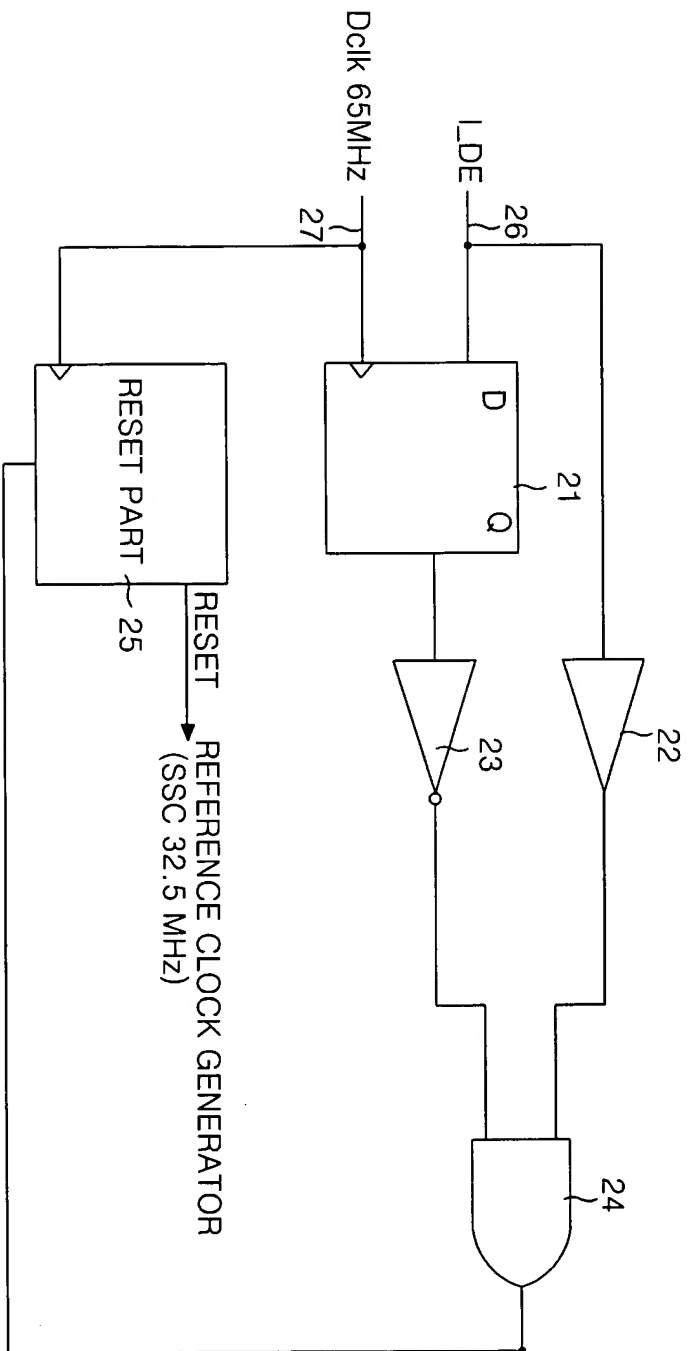 22
I_DE
26
D
21
Q
23
24
Dclk 65MHz
27
RESET PART
25
RESET
REFERENCE CLOCK GENERATOR
(SSC 32.5 MHz)